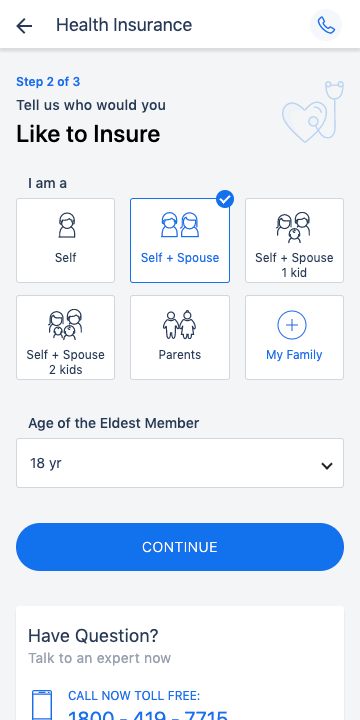 Health Insurance
Step 2 of 3
Tell us who would you
Like to Insure
I am a
Self
Self + Spouse
Self + Spouse
1 kid
Self + Spouse
2 kids
Parents
My Family
Age of the Eldest Member
18 yr
CONTINUE
Have Question?
Talk to an expert now
CALL NOW TOLL FREE:
1800 - 419 - 7715